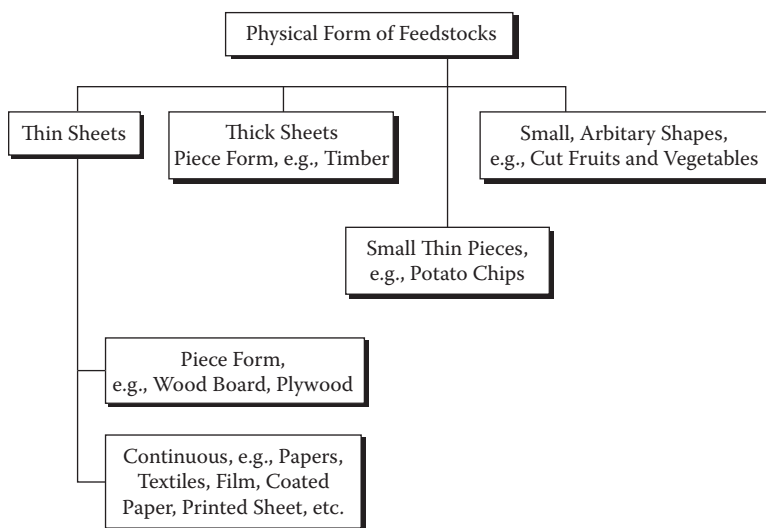 Physical Form of Feedstocks
Thin Sheets
Thick Sheets
Piece Form, e.g., Timber
Small, Arbitary Shapes,
e.g., Cut Fruits and Vegetables
Small Thin Pieces,
e.g., Potato Chips
Piece Form,
e.g., Wood Board, Plywood
Continuous, e.g., Papers,
Textiles, Film, Coated
Paper, Printed Sheet, etc.